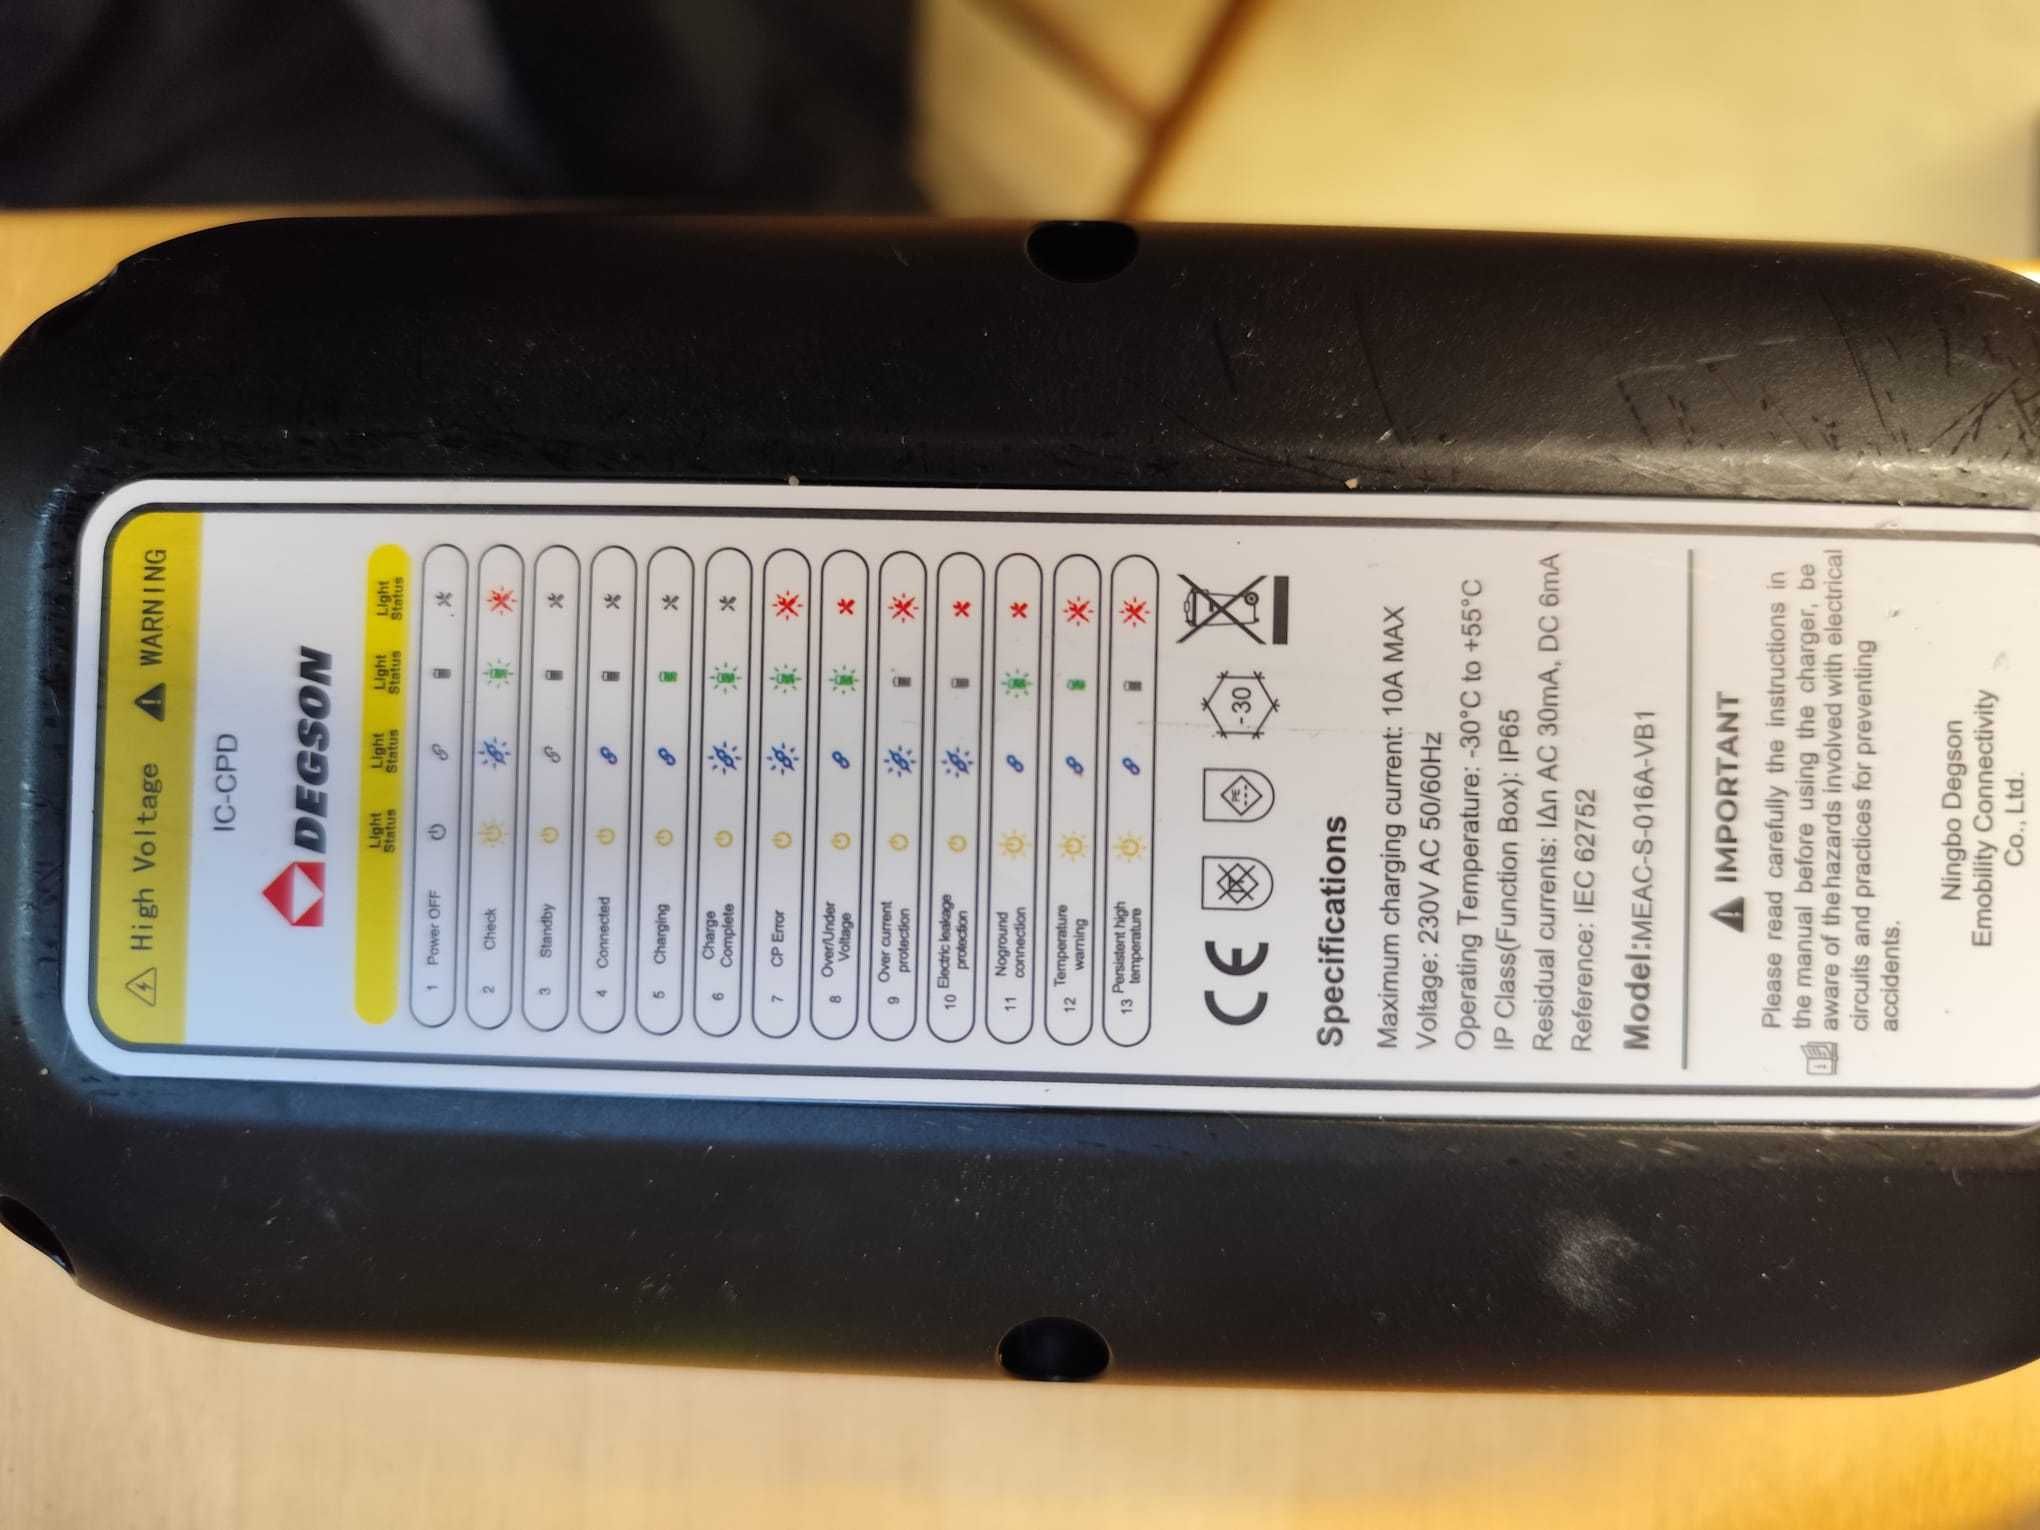 High Voltage WARNING
IC-CPD
DEGSON
Light Status Light Status Light Status Light Status
1 Power OFF
2 Check
3 Standby
4 Connected
5 Charging
6 Charge Complete
7 CP Error
8 Over/Under Voltage
9 Over current protection
10 Electric leakage protection
11 Noground connection
12 Temperature warning
13 Persistent high temperature
CE PE -30
Specifications
Maximum charging current: 10A MAX
Voltage: 230V AC 50/60Hz
Operating Temperature: -30°C to +55°C
IP Class(Function Box): IP65
Residual currents: IΔn AC 30mA, DC 6mA
Reference: IEC 62752
Model:MEAC-S-016A-VB1
IMPORTANT
Please read carefully the instructions in
the manual before using the charger, be
aware of the hazards involved with electrical
circuits and practices for preventing
accidents.
Ningbo Degson
Emobility Connectivity
Co., Ltd.